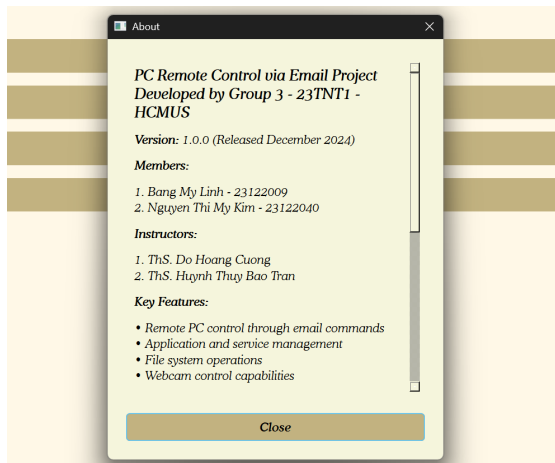 About
PC Remote Control via Email Project
Developed by Group 3 - 23TNT1 -
HCMUS
Version: 1.0.0 (Released December 2024)
Members:
1. Bang My Linh - 23122009
2. Nguyen Thi My Kim - 23122040
Instructors:
1. ThS. Do Hoang Cuong
2. ThS. Huynh Thuy Bao Tran
Key Features:
• Remote PC control through email commands
• Application and service management
• File system operations
• Webcam control capabilities
Close